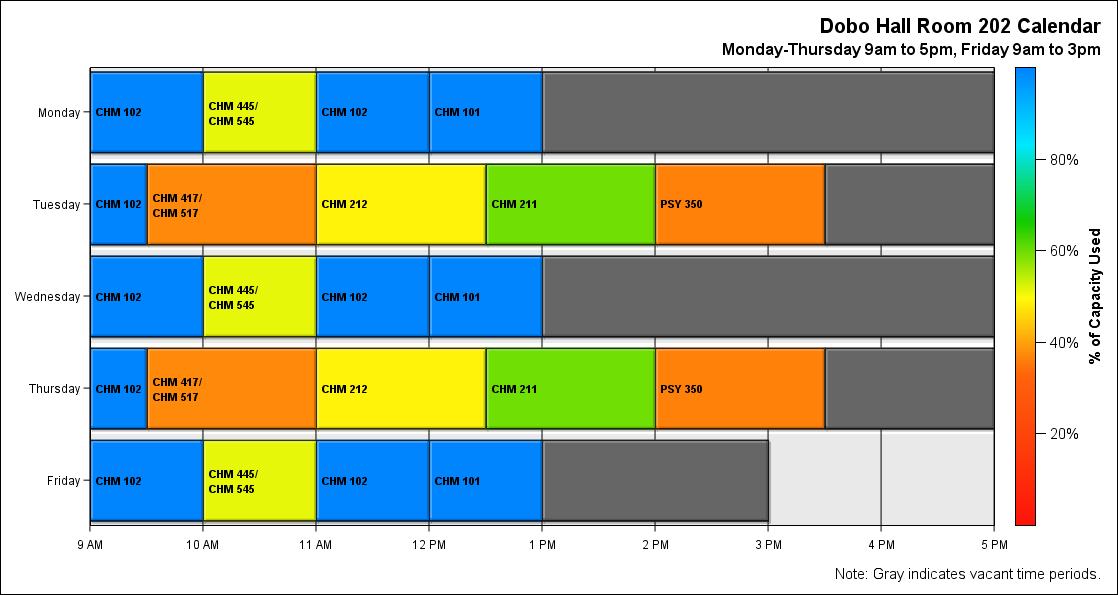 Dobo Hall Room 202 Calendar
Monday-Thursday 9am to 5pm, Friday 9am to 3pm
Monday
CHM 102
CHM 445/
CHM 545
CHM 102
CHM 101
Tuesday
CHM 102
CHM 417/
CHM 517
CHM 212
CHM 211
PSY 350
Wednesday
CHM 102
CHM 445/
CHM 545
CHM 102
CHM 101
Thursday
CHM 102
CHM 417/
CHM 517
CHM 212
CHM 211
PSY 350
Friday
CHM 102
CHM 445/
CHM 545
CHM 102
CHM 101
9 AM
10 AM
11 AM
12 PM
1 PM
2 PM
3 PM
4 PM
5 PM
80%
60%
40%
20%
% of Capacity Used
Note: Gray indicates vacant time periods.